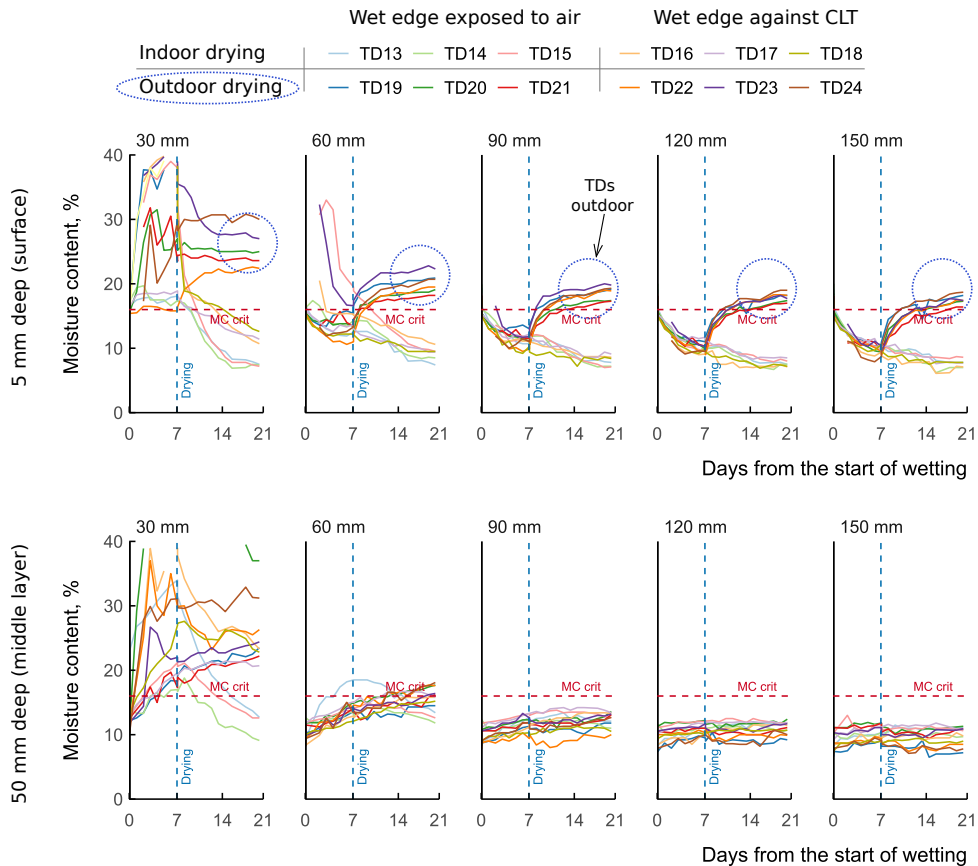 Wet edge exposed to air Wet edge against CLT
Indoor drying TD13 TD14 TD15 TD16 TD17 TD18
Outdoor drying TD19 TD20 TD21 TD22 TD23 TD24
30 mm 60 mm 90 mm 120 mm 150 mm
5 mm deep (surface)
Moisture content, %
40
30
20
10
0
TDs
outdoor
MC crit MC crit MC crit MC crit MC crit
Drying Drying Drying Drying Drying
0 7 14 21 0 7 14 21 0 7 14 21 0 7 14 21 0 7 14 21
Days from the start of wetting
30 mm 60 mm 90 mm 120 mm 150 mm
50 mm deep (middle layer)
Moisture content, %
40
30
20
10
0
MC crit MC crit MC crit MC crit MC crit
Drying Drying Drying Drying Drying
0 7 14 21 0 7 14 21 0 7 14 21 0 7 14 21 0 7 14 21
Days from the start of wetting